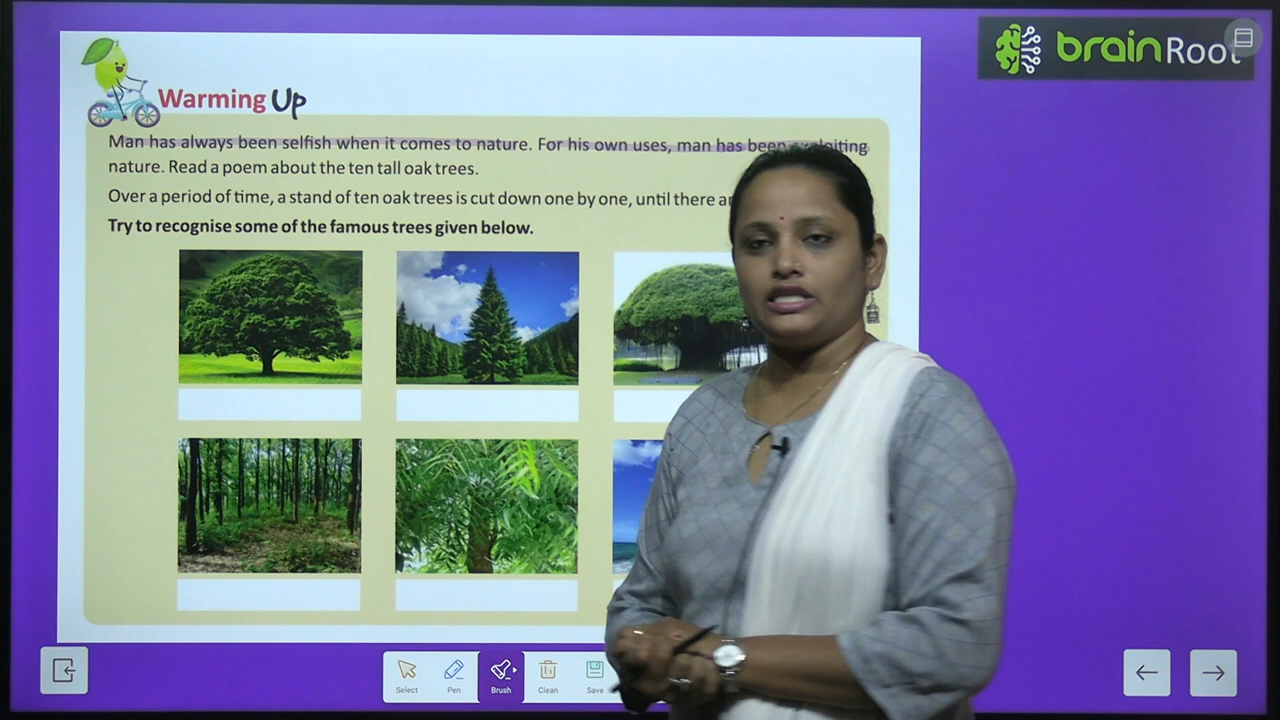 brainRoot
Warming Up
Man has always been selfish when it comes to nature. For his own uses, man has been exploiting
nature. Read a poem about the ten tall oak trees.
Over a period of time, a stand of ten oak trees is cut down one by one, until there
Try to recognise some of the famous trees given below.
Select
Pen
Brush
Clean
Save